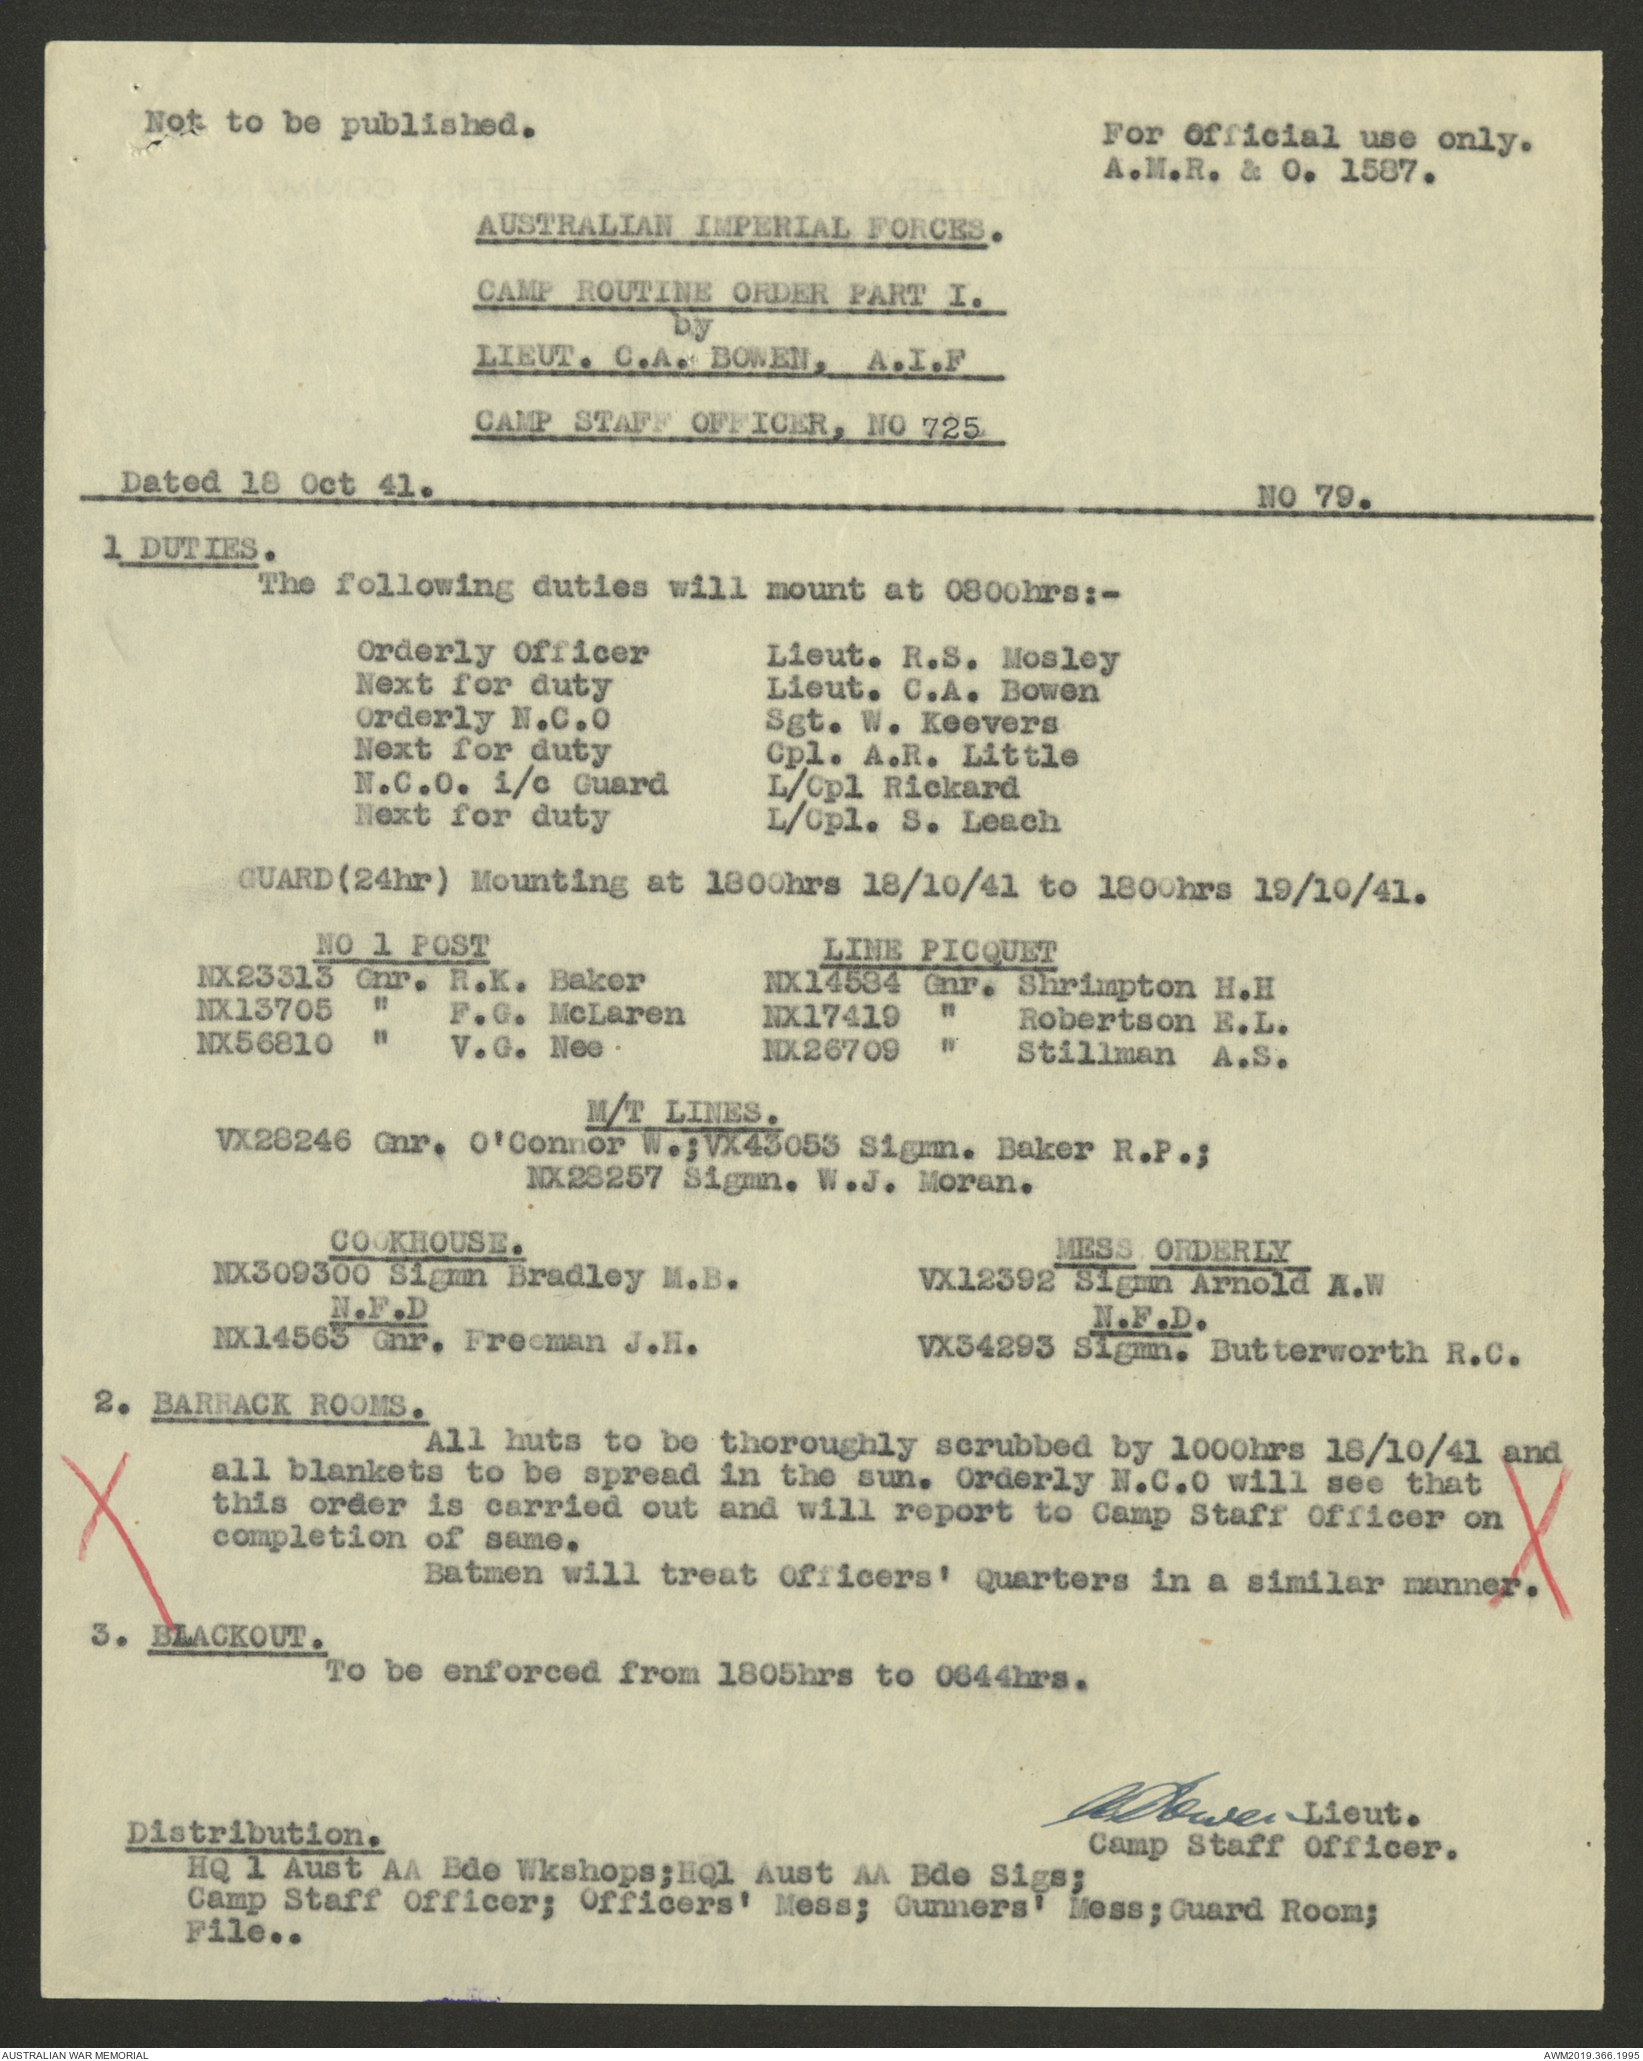 Not to be published.
For Official use only.
A.M.R. & O. 1587.
AUSTRALIAN IMPERIAL FORCES.
CAMP ROUTINE ORDER PART I.
by
LIEUT. C.A. BOWEN, A.I.F
CAMP STAFF OFFICER, NO 725
Dated 18 Oct 41. NO 79.
1 DUTIES.
The following duties will mount at 0800hrs:-
Orderly Officer Lieut. R.S. Mosley
Next for duty Lieut. C.A. Bowen
Orderly N.C.O Sgt. W. Keevers
Next for duty Cpl. A.R. Little
N.C.O. i/c Guard L/Cpl Rickard
Next for duty L/Cpl. S. Leach
GUARD(24hr) Mounting at 1800hrs 18/10/41 to 1800hrs 19/10/41.
NO 1 POST LINE PICQUET
NX23313 Gnr. R.K. Baker NX14584 Gnr. Shrimpton H.H
NX13705 " F.G. McLaren NX17419 " Robertson E.L.
NX56810 " V.G. Nee NX26709 " Stillman A.S.
M/T LINES.
VX28246 Gnr. O'Connor W.;VX43053 Sigmn. Baker R.P.;
NX28257 Sigmn. W.J. Moran.
COOKHOUSE. MESS ORDERLY
NX309300 Sigmn Bradley M.B. VX12392 Sigmn Arnold A.W
N.F.D N.F.D.
NX14563 Gnr. Freeman J.H. VX34293 Sigmn. Butterworth R.C.
2. BARRACK ROOMS.
All huts to be thoroughly scrubbed by 1000hrs 18/10/41 and
all blankets to be spread in the sun. Orderly N.C.O will see that
this order is carried out and will report to Camp Staff Officer on
completion of same.
Batmen will treat Officers' Quarters in a similar manner.
3. BLACKOUT.
To be enforced from 1805hrs to 0644hrs.
CABowen Lieut.
Camp Staff Officer.
Distribution.
HQ 1 Aust AA Bde Wkshops;HQ1 Aust AA Bde Sigs;
Camp Staff Officer; Officers' Mess; Gunners' Mess;Guard Room;
File..
AUSTRALIAN WAR MEMORIAL AWM2019.366.1995